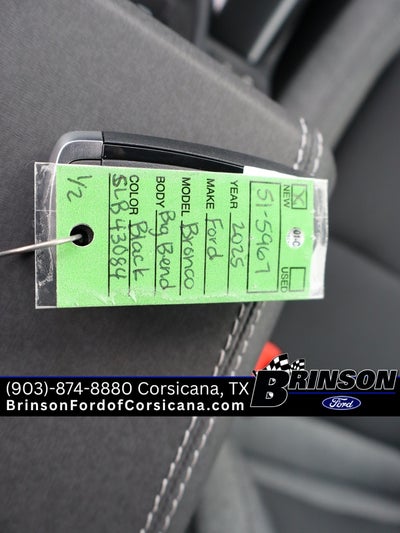 NEW ☒ USED ☐
51-5967
YEAR 2025
MAKE Ford
MODEL Bronco
BODY Big Bend
COLOR Black
SLB43084
1/2
101-C
(903)-874-8880 Corsicana, TX
BrinsonFordofCorsicana.com
BRINSON
Ford